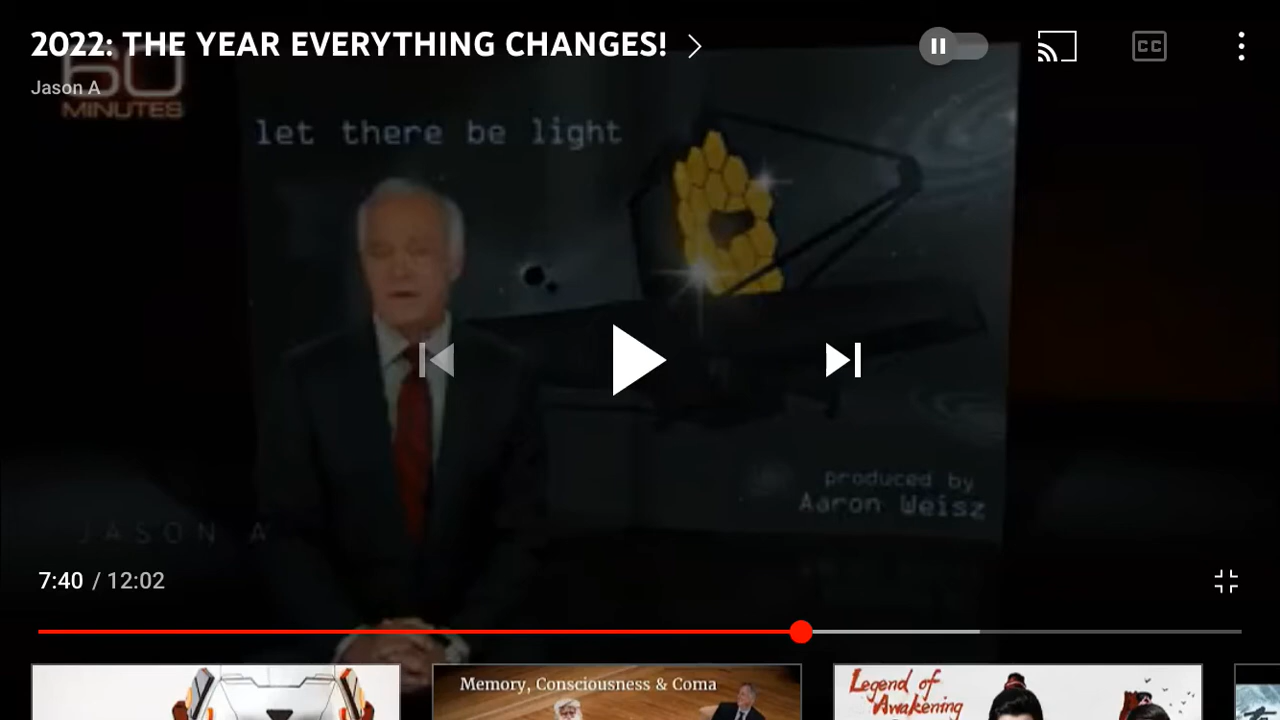 2022: THE YEAR EVERYTHING CHANGES!
CC
Jason A
60
MINUTES
let there be light
produced by
Aaron Weisz
JASON A
7:40 / 12:02
Memory, Consciousness & Coma
Legend of
Awakening